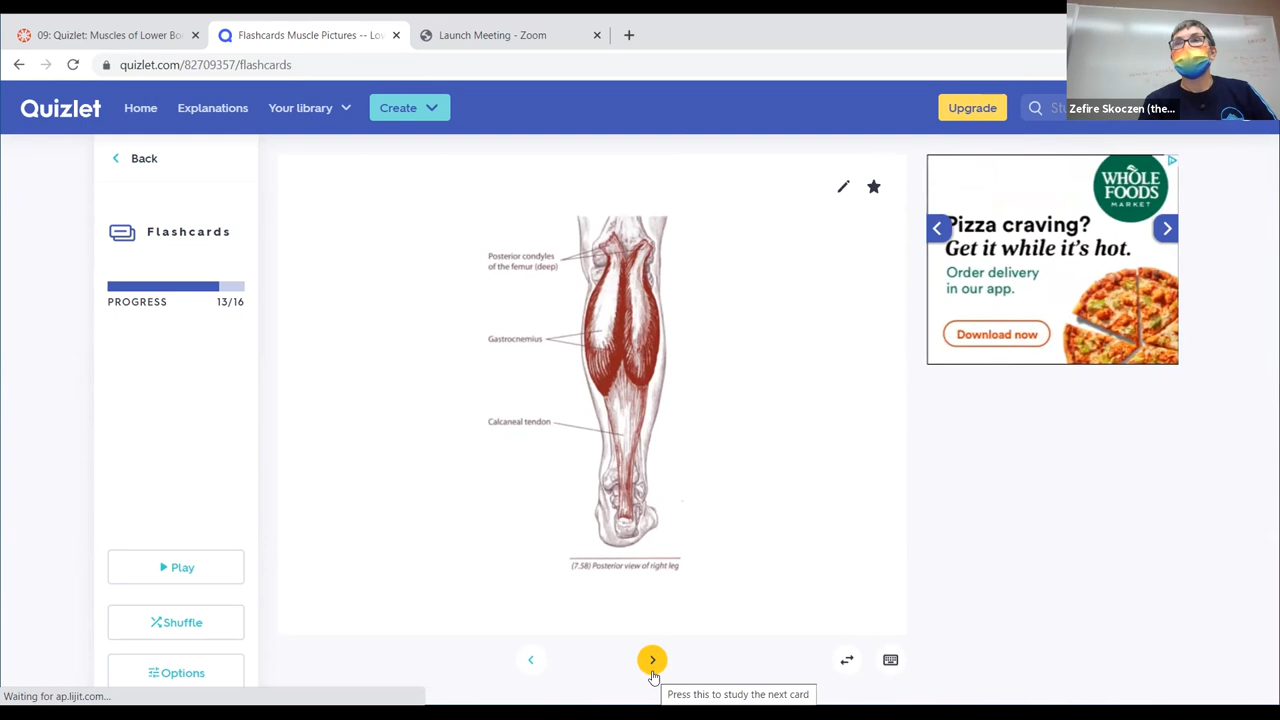 09: Quizlet: Muscles of Lower Bo
Flashcards Muscle Pictures -- Lov
Launch Meeting - Zoom
quizlet.com/82709357/flashcards
Quizlet
Home
Explanations
Your library
Create
Upgrade
Zefire Skoczen (the...
Back
Flashcards
PROGRESS
13/16
Play
Shuffle
Options
Posterior condyles
of the femur (deep)
Gastrocnemius
Calcaneal tendon
(7.58) Posterior view of right leg
WHOLE
FOODS
MARKET
Pizza craving?
Get it while it's hot.
Order delivery
in our app.
Download now
Waiting for ap.lijit.com...
Press this to study the next card